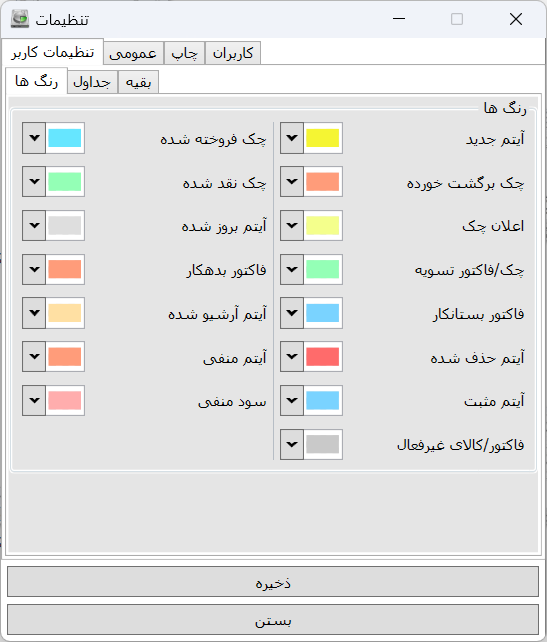 تنظیمات
تنظیمات کاربر
عمومی
چاپ
کاربران
رنگ ها
جداول
بقیه
رنگ ها
آیتم جدید
چک برگشت خورده
اعلان چک
چک/فاکتور تسویه
فاکتور بستانکار
آیتم حذف شده
آیتم مثبت
فاکتور/کالای غیرفعال
چک فروخته شده
چک نقد شده
آیتم بروز شده
فاکتور بدهکار
آیتم آرشیو شده
آیتم منفی
سود منفی
ذخیره
بستن